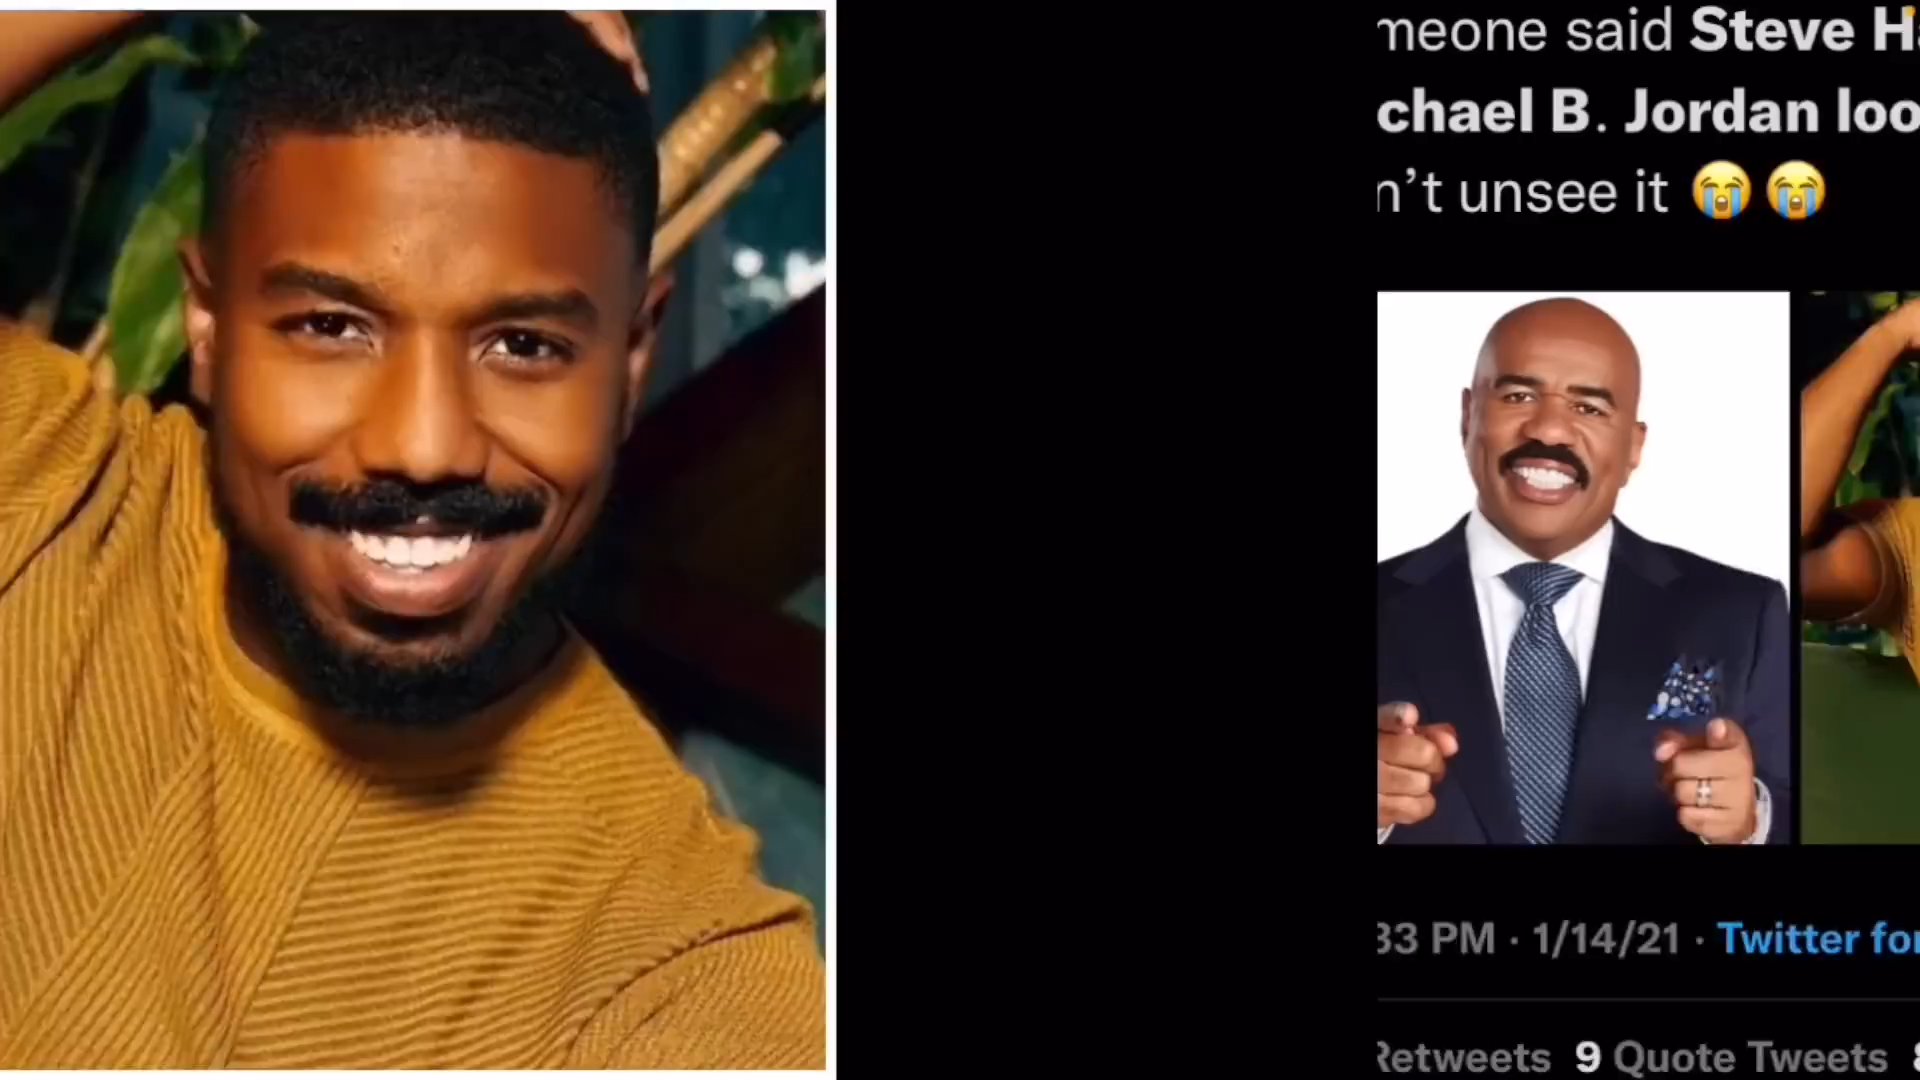 meone said Steve Ha
chael B. Jordan loo
n't unsee it 😭😭
33 PM · 1/14/21 · Twitter for
Retweets 9 Quote Tweets